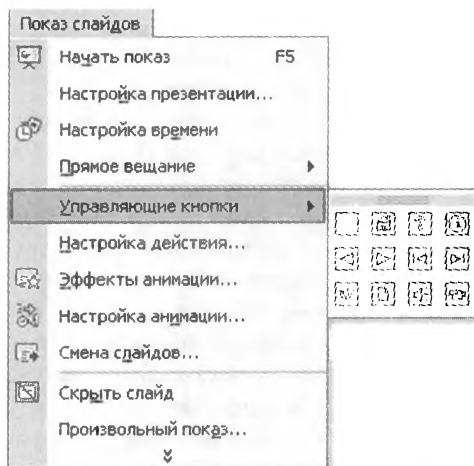 Показ слайдов
Начать показ F5
Настройка презентации...
Настройка времени
Прямое вещание
Управляющие кнопки
Настройка действия...
Эффекты анимации...
Настройка анимации...
Смена слайдов...
Скрыть слайд
Произвольный показ...